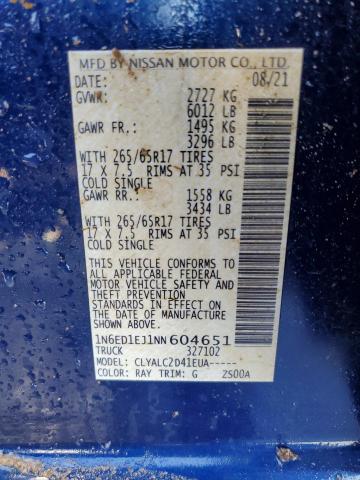 MFD BY NISSAN MOTOR CO., LTD.
DATE: 08/21
GVWR: 2727 KG
6012 LB
GAWR FR.: 1495 KG
3296 LB
WITH 265/65R17 TIRES
17 X 7.5 RIMS AT 35 PSI
COLD SINGLE
GAWR RR.: 1558 KG
3434 LB
WITH 265/65R17 TIRES
17 X 7.5 RIMS AT 35 PSI
COLD SINGLE
THIS VEHICLE CONFORMS TO
ALL APPLICABLE FEDERAL
MOTOR VEHICLE SAFETY
AND THEFT PREVENTION
STANDARDS IN EFFECT ON
THE DATE OF MANUFACTURE
SHOWN ABOVE.
1N6ED1EJ1NN604651
TRUCK 327102
MODEL: CLYALC2D41EUA-----
COLOR: RAY TRIM: G ZS00A